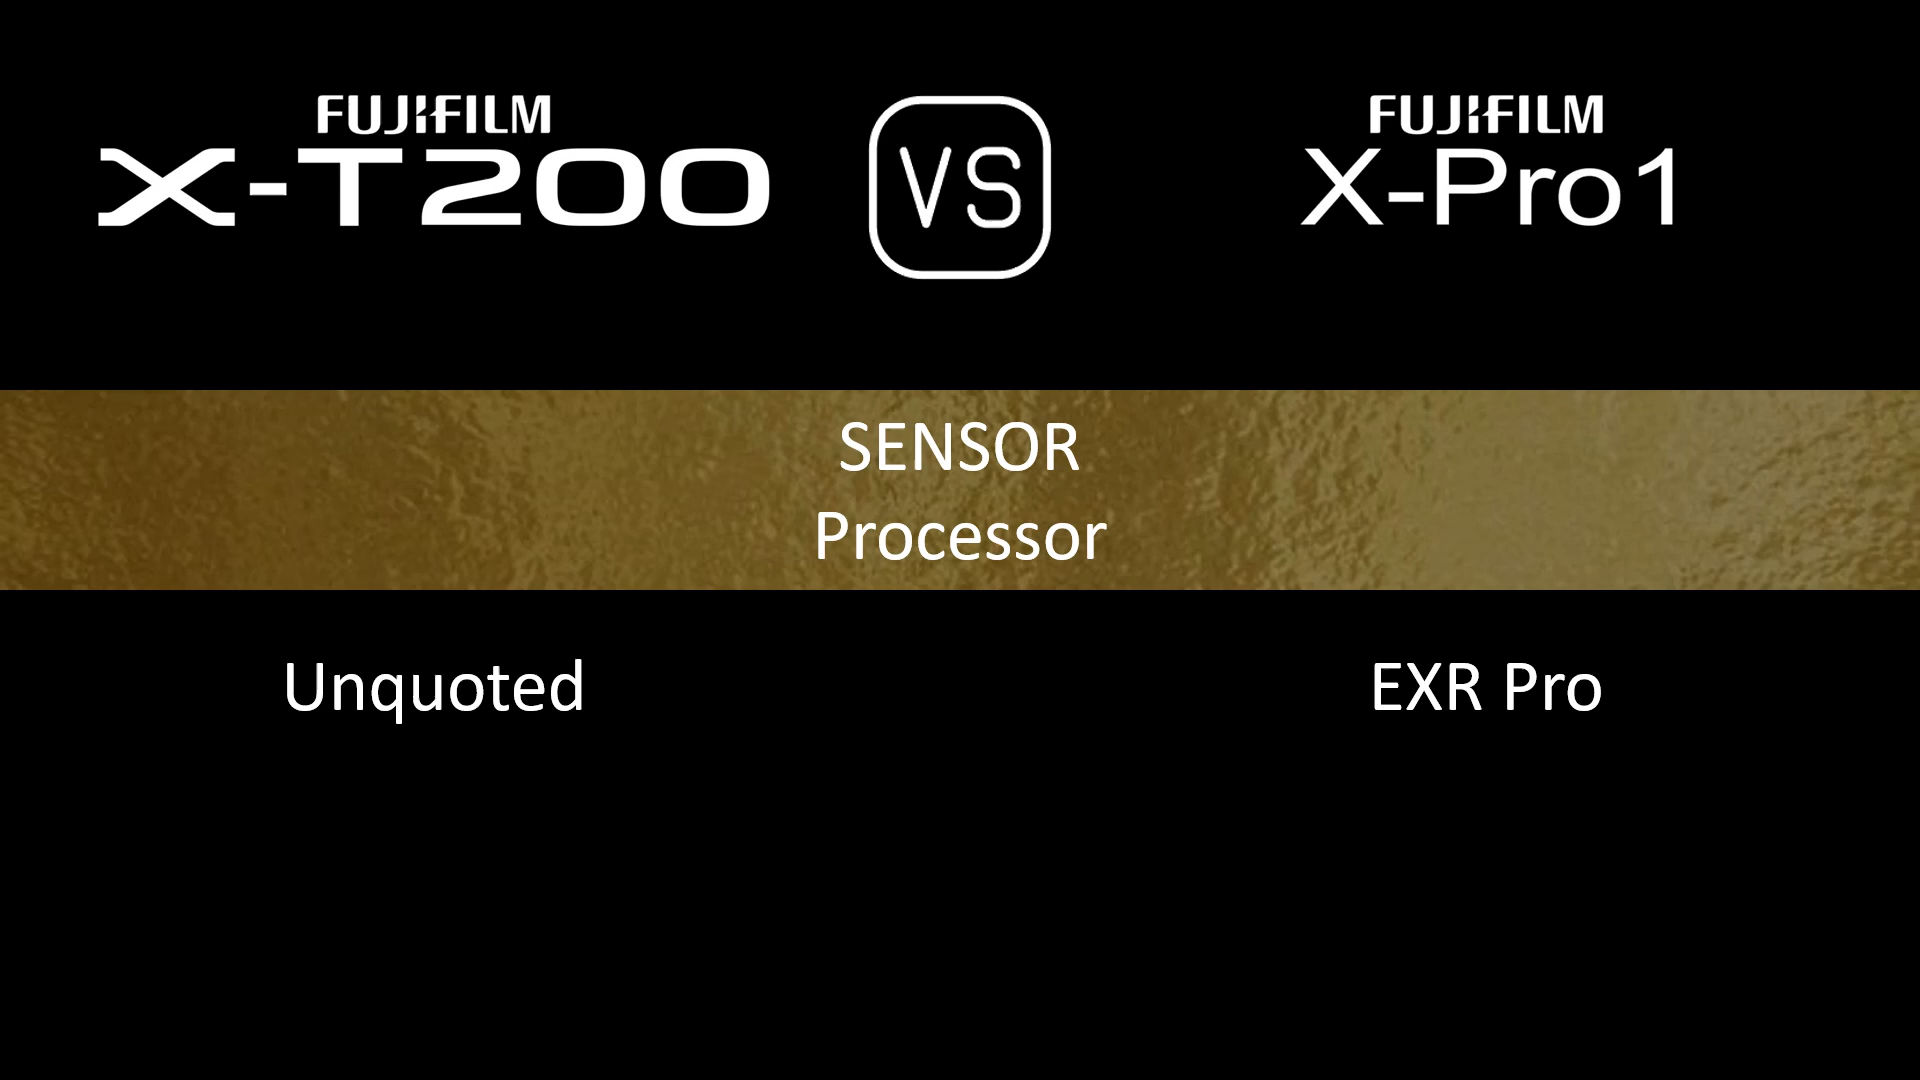 FUJIFILM
X-T200
VS
FUJIFILM
X-Pro1
SENSOR
Processor
Unquoted
EXR Pro